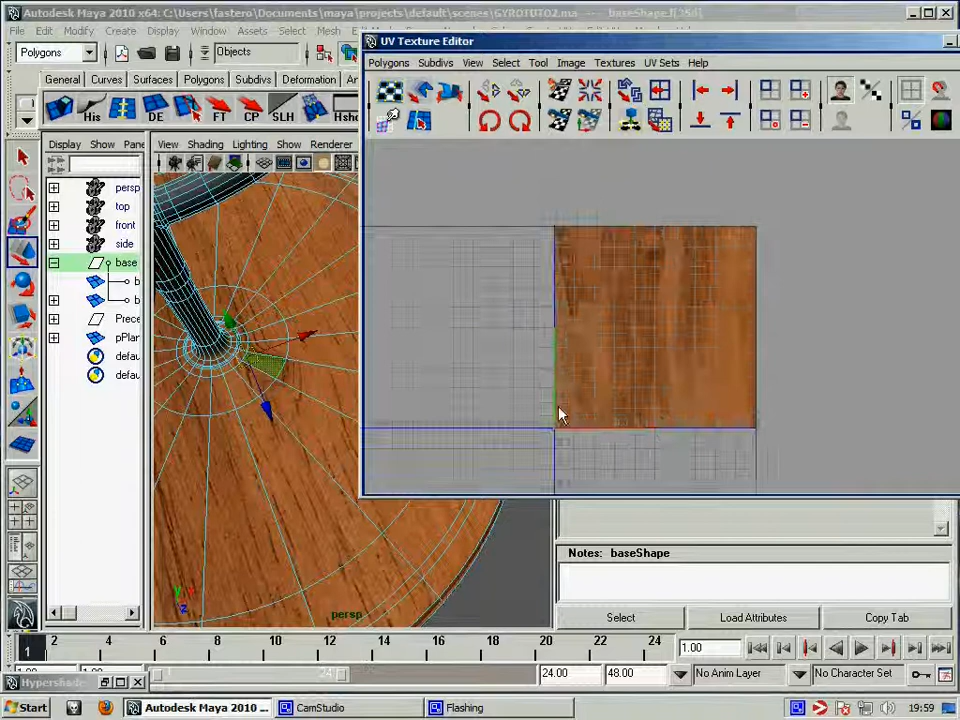 Autodesk Maya 2010 x64: C:\Users\fastero\Documents\maya\projects\default\scenes\GYROTUTO2.ma
File Edit Modify Create Display Window Assets Select Mesh
UV Texture Editor
Polygons Objects
Polygons Subdivs View Select Tool Image Textures UV Sets Help
General Curves Surfaces Polygons Subdivs Deformation
His DE FT CP SLH Hsho
Display Show Pane
View Shading Lighting Show Renderer
persp
top
front
side
base
b
b
Prece
pPlar
defau
defau
persp
Notes: baseShape
Select Load Attributes Copy Tab
2 4 6 8 10 12 14 16 18 20 22 24
1 1.00
24.00 48.00 No Anim Layer No Character Set
Hypershade
Start Autodesk Maya 2010 ... CamStudio Flashing 19:59